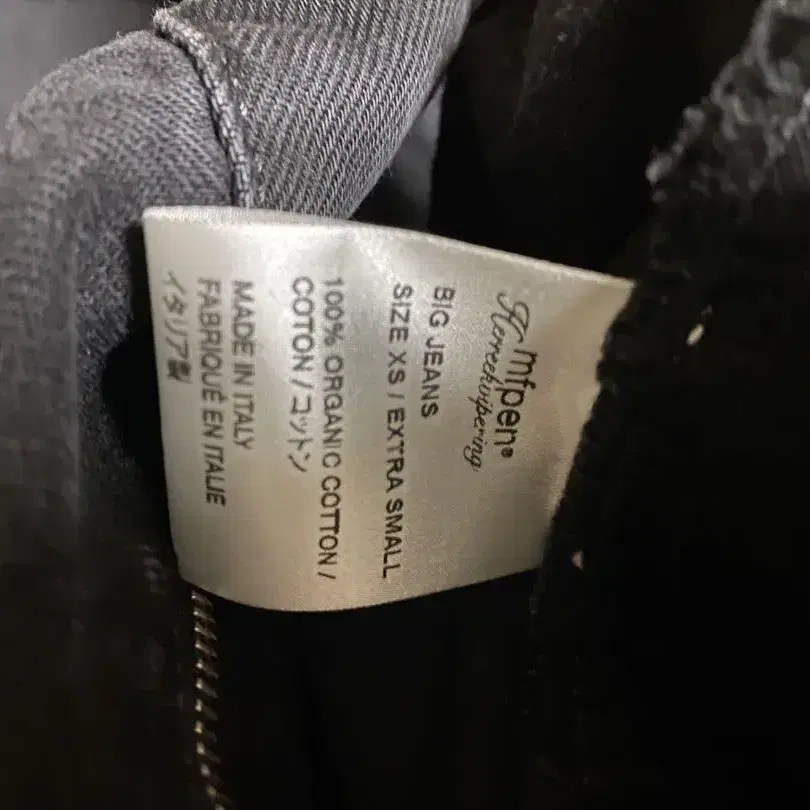 mfpen®
Herreekvipering
BIG JEANS
SIZE XS / EXTRA SMALL
100% ORGANIC COTTON /
COTON / コットン
MADE IN ITALY
FABRIQUÉ EN ITALIE
イタリア製